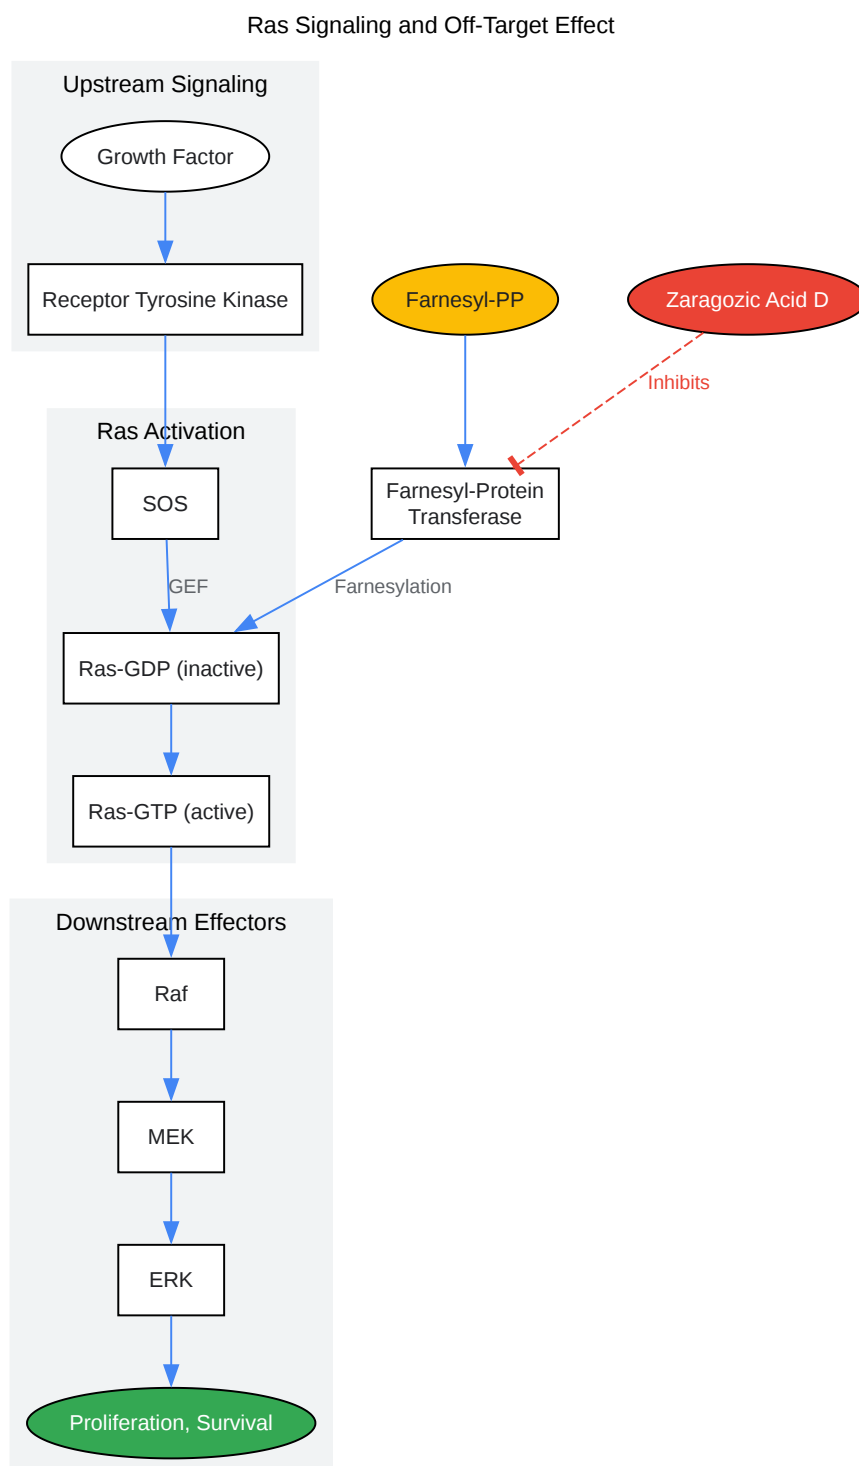 Ras Signaling and Off-Target Effect
Upstream Signaling
Growth Factor
Receptor Tyrosine Kinase
Farnesyl-PP
Zaragozic Acid D
Inhibits
Ras Activation
SOS
Farnesyl-Protein
Transferase
GEF
Farnesylation
Ras-GDP (inactive)
Ras-GTP (active)
Downstream Effectors
Raf
MEK
ERK
Proliferation, Survival